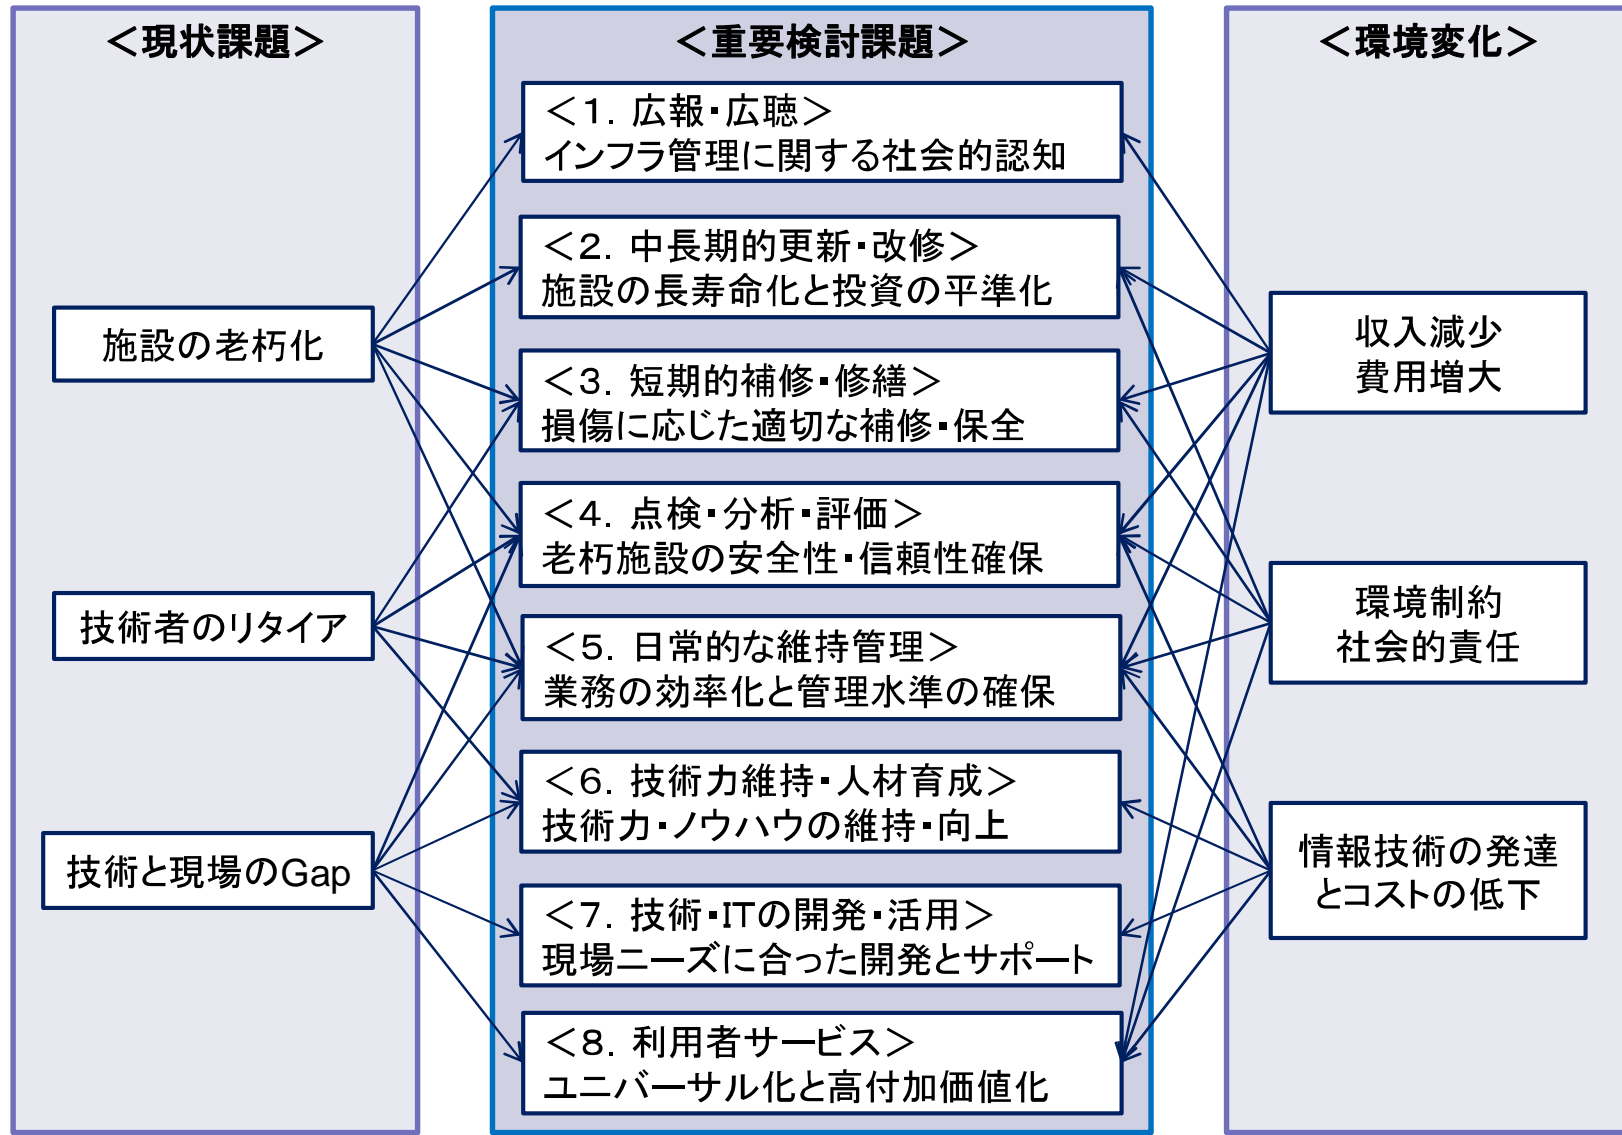 ＜現状課題＞
施設の老朽化
技術者のリタイア
技術と現場のGap
＜重要検討課題＞
＜1．広報・広聴＞
インフラ管理に関する社会的認知
＜2．中長期的更新・改修＞
施設の長寿命化と投資の平準化
＜3．短期的補修・修繕＞
損傷に応じた適切な補修・保全
＜4．点検・分析・評価＞
老朽施設の安全性・信頼性確保
＜5．日常的な維持管理＞
業務の効率化と管理水準の確保
＜6．技術力維持・人材育成＞
技術力・ノウハウの維持・向上
＜7．技術・ITの開発・活用＞
現場ニーズに合った開発とサポート
＜8．利用者サービス＞
ユニバーサル化と高付加価値化
＜環境変化＞
収入減少
費用増大
環境制約
社会的責任
情報技術の発達
とコストの低下